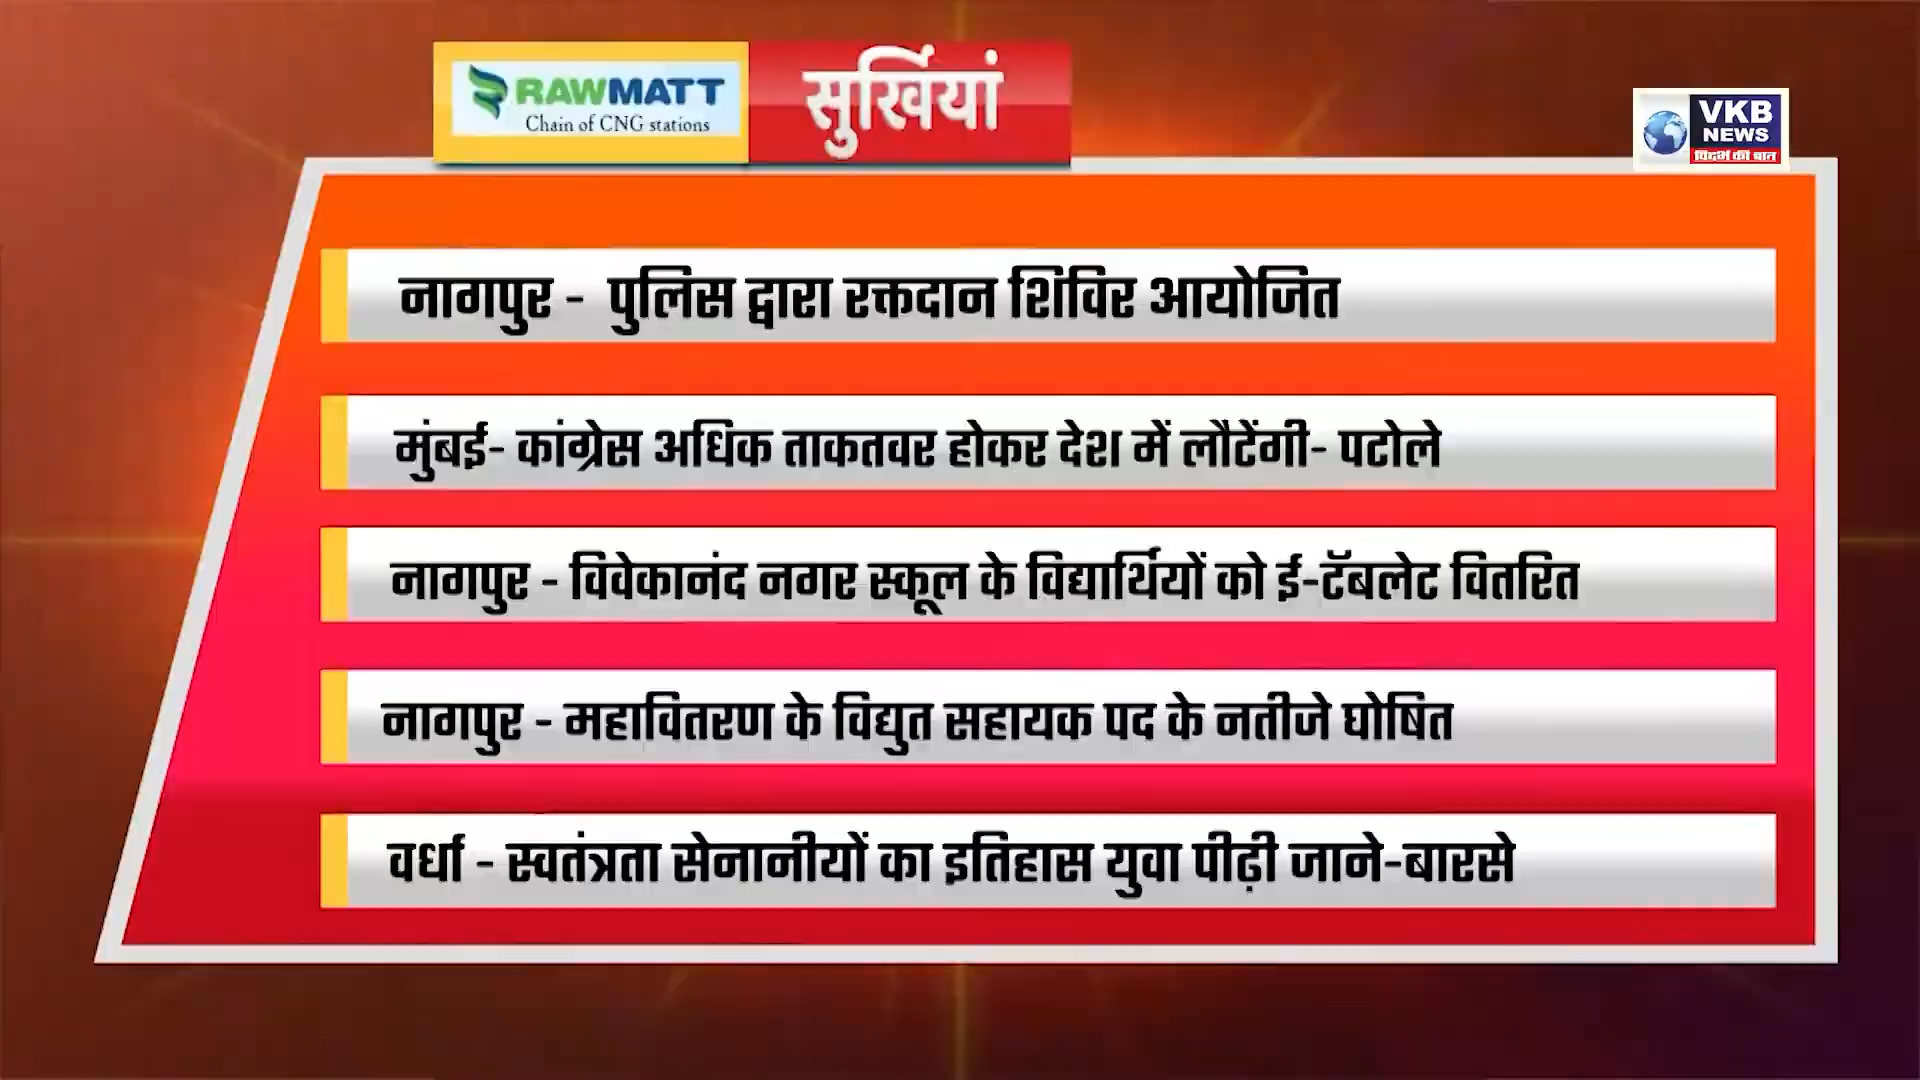 RAWMATT
Chain of CNG stations
सुर्खियां
VKB
NEWS
विदर्भ की बात
नागपुर - पुलिस द्वारा रक्तदान शिविर आयोजित
मुंबई- कांग्रेस अधिक ताकतवर होकर देश में लौटेंगी- पटोले
नागपुर - विवेकानंद नगर स्कूल के विद्यार्थियों को ई-टॅबलेट वितरित
नागपुर - महावितरण के विद्युत सहायक पद के नतीजे घोषित
वर्धा - स्वतंत्रता सेनानीयों का इतिहास युवा पीढ़ी जाने-बारसे